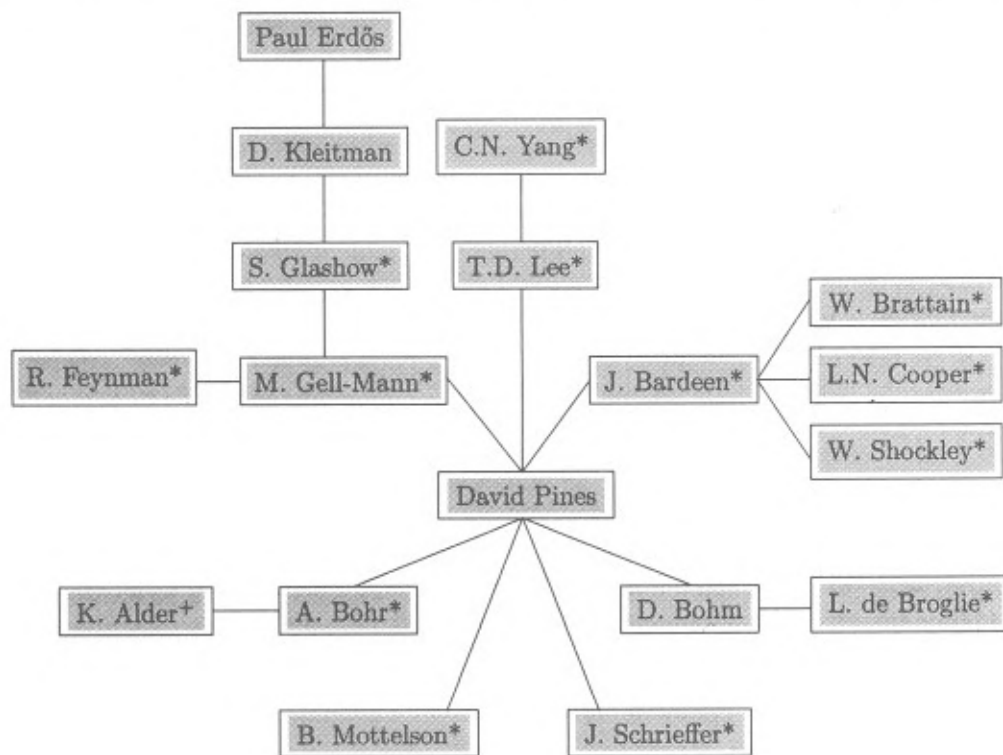 Paul Erdős
D. Kleitman
C.N. Yang*
S. Glashow*
T.D. Lee*
W. Brattain*
R. Feynman*
M. Gell-Mann*
J. Bardeen*
L.N. Cooper*
W. Shockley*
David Pines
K. Alder+
A. Bohr*
D. Bohm
L. de Broglie*
B. Mottelson*
J. Schrieffer*